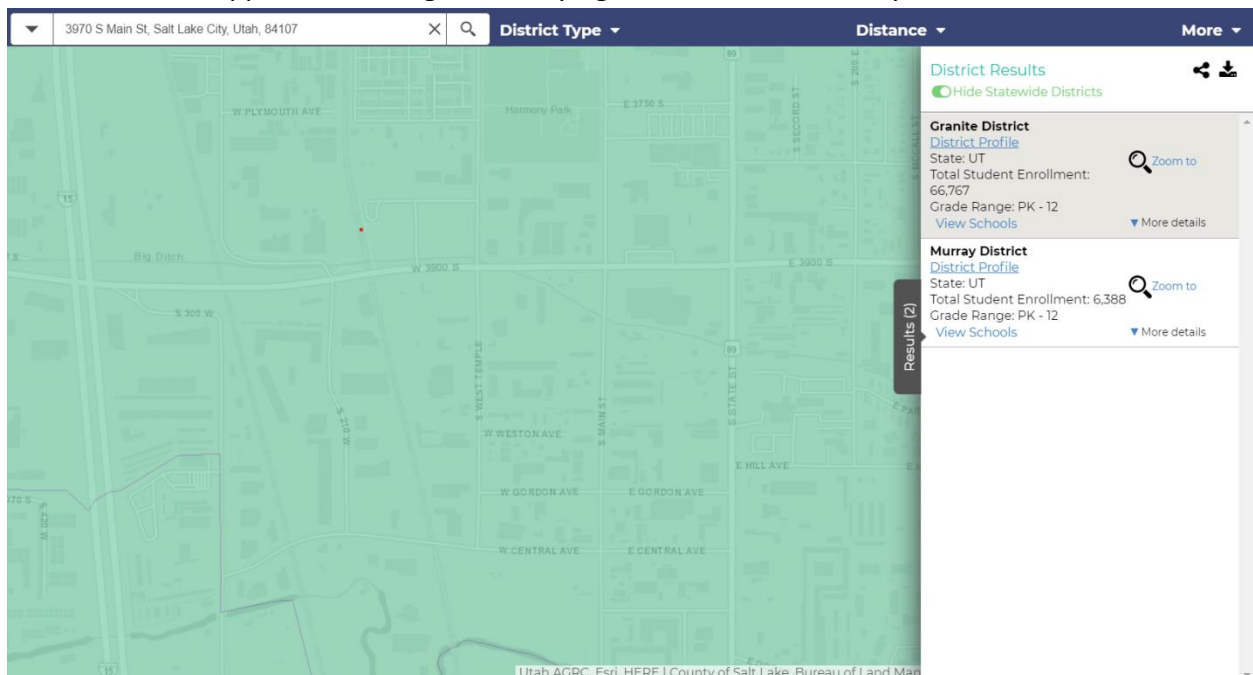 3970 S Main St, Salt Lake City, Utah, 84107
District Type
Distance
More
District Results
Hide Statewide Districts
Granite District
District Profile
State: UT
Total Student Enrollment:
66,767
Grade Range: PK - 12
View Schools
Zoom to
More details
Murray District
District Profile
State: UT
Total Student Enrollment: 6,388
Grade Range: PK - 12
View Schools
Zoom to
More details
Results (2)
89
S 200 E
W PLYMOUTH AVE
Harmony Park
E 3750 S
S SECOND ST
S MCCALL ST
15
Big Ditch
W 3900 S
E 3900 S
S 300 W
S WEST TEMPLE
89
S STATE ST
S 210 W
W WESTON AVE
S MAIN ST
E HILL AVE
W GORDON AVE
E GORDON AVE
S 420 W
W CENTRAL AVE
E CENTRAL AVE
15
Utah AGRC, Esri, HERE | County of Salt Lake, Bureau of Land Man